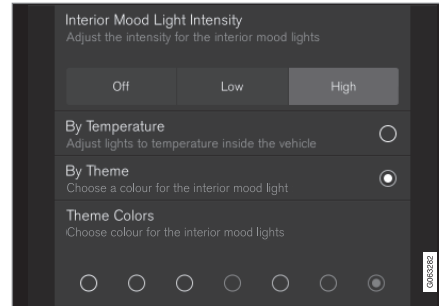 Interior Mood Light Intensity
Adjust the intensity for the interior mood lights
Off Low High
By Temperature
Adjust lights to temperature inside the vehicle
By Theme
Choose a colour for the interior mood light
Theme Colors
Choose colour for the interior mood lights
G063282